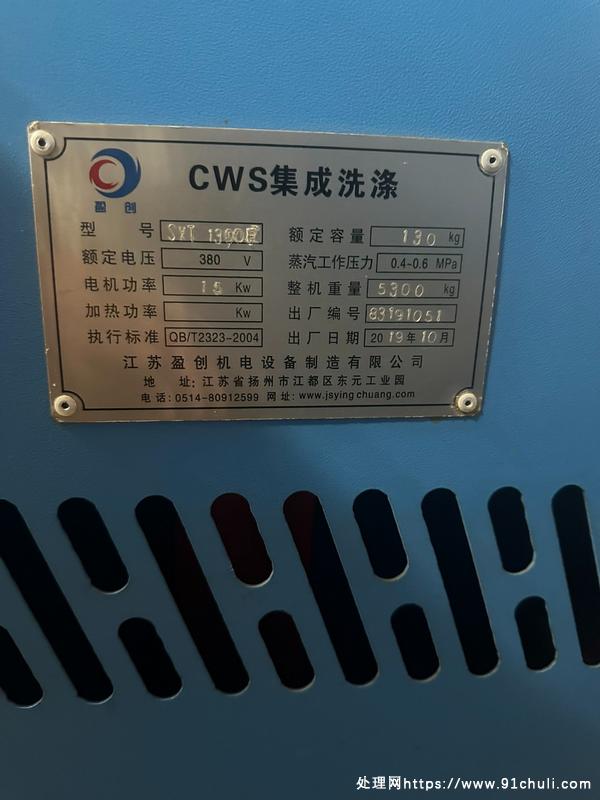 盈创
CWS集成洗涤
型号 SXT 1300F 额定容量 130 kg
额定电压 380 V 蒸汽工作压力 0.4-0.6 MPa
电机功率 15 Kw 整机重量 5300 kg
加热功率 Kw 出厂编号 83191051
执行标准 QB/T2323-2004 出厂日期 2019年10月
江苏盈创机电设备制造有限公司
地 址:江苏省扬州市江都区东元工业园
电话:0514-80912599 网址:www.jsyingchuang.com
处理网https://www.91chuli.com